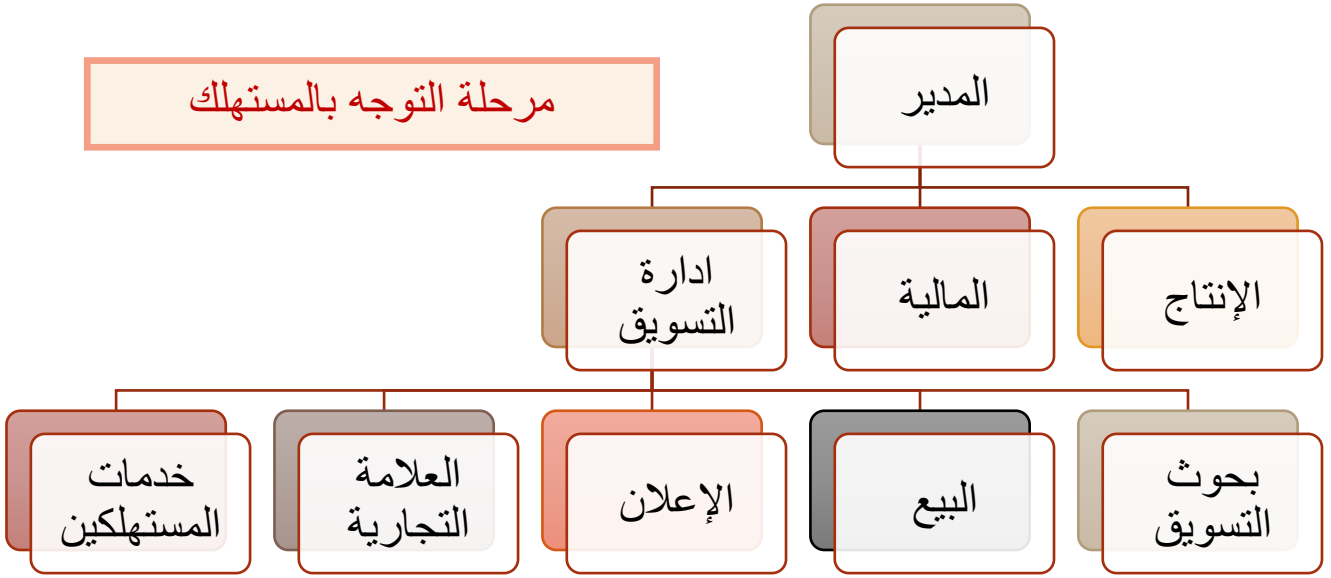 مرحلة التوجه بالمستهلك
المدير
الإنتاج
المالية
ادارة
التسويق
بحوث
التسويق
البيع
الإعلان
العلامة
التجارية
خدمات
المستهلكين